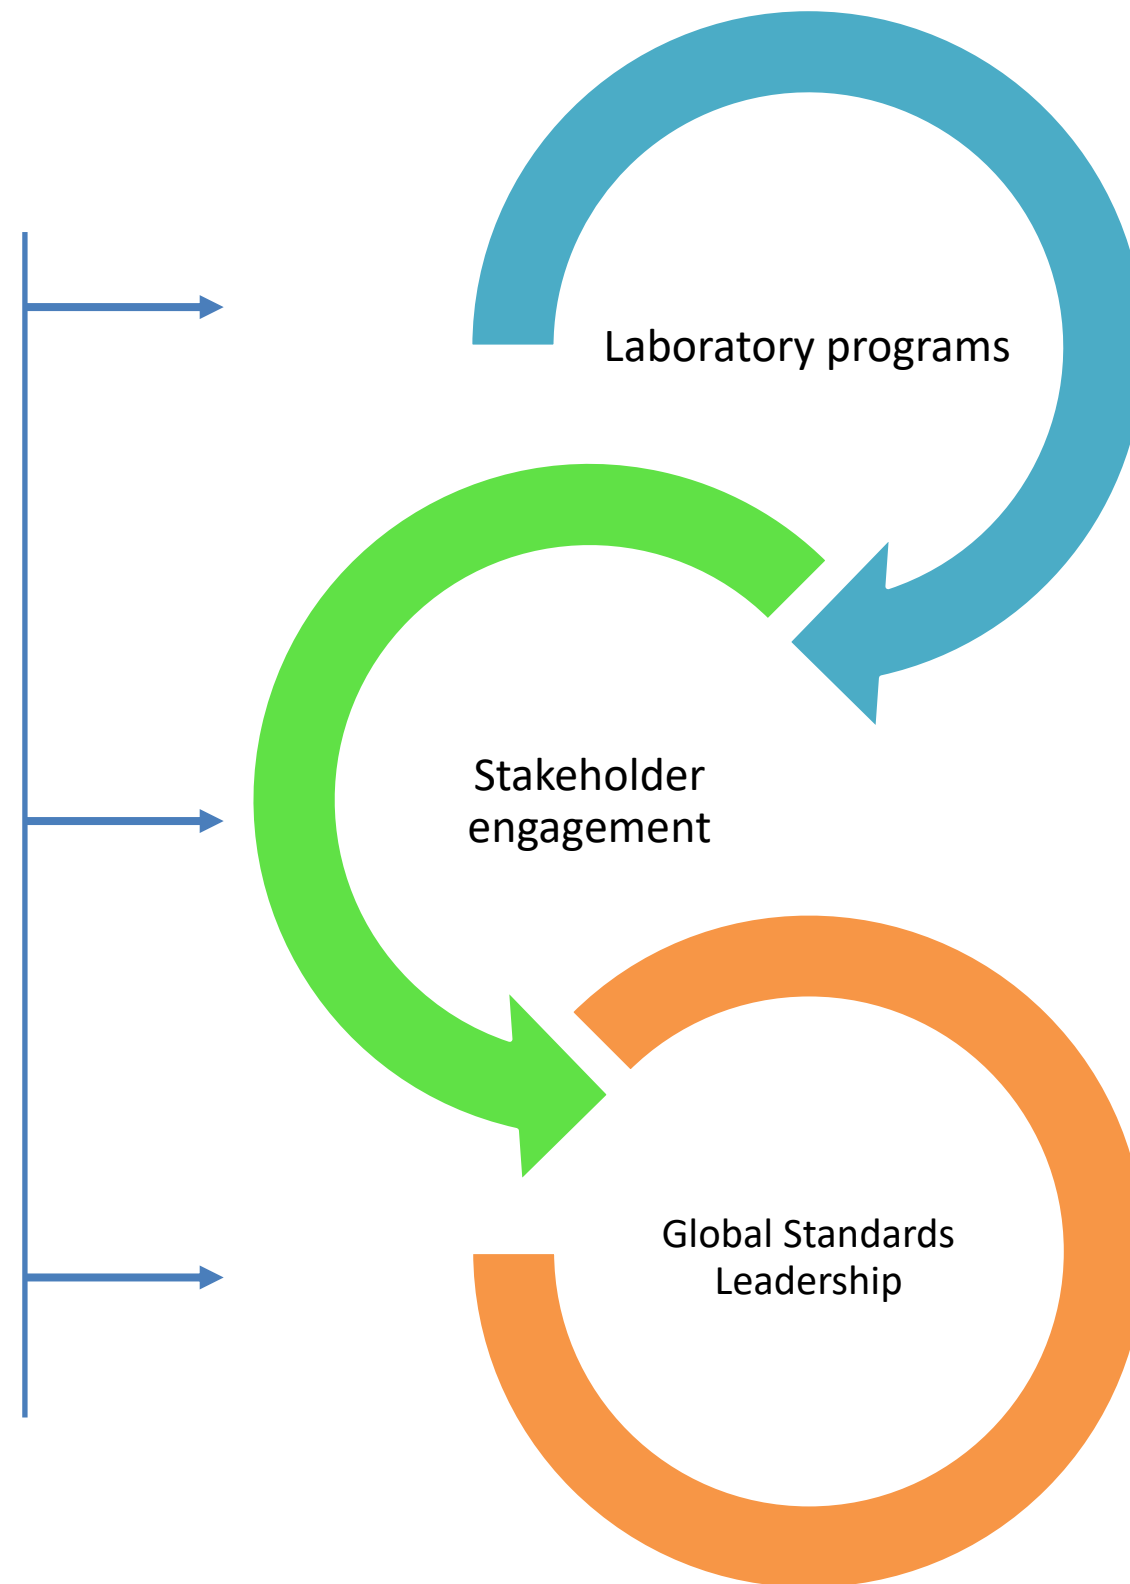 Laboratory programs
Stakeholder
engagement
Global Standards
Leadership